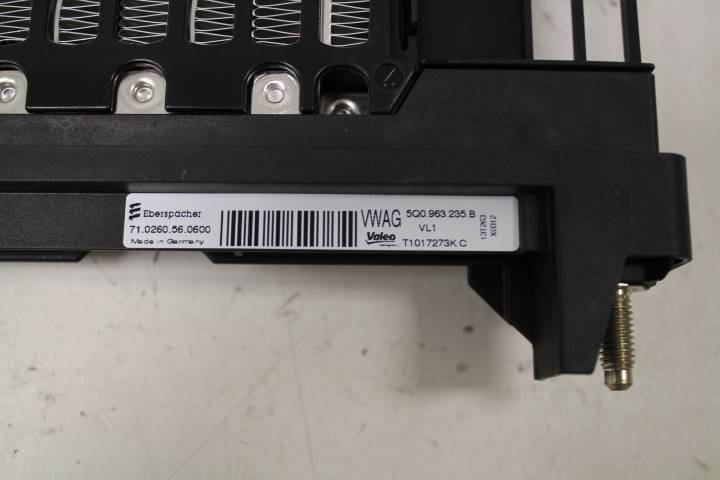 Eberspächer
71.0260.56.0600
Made in Germany
VWAG
Valeo
5Q0.963.235.B
VL1
T1017273K C
13T263
X0312